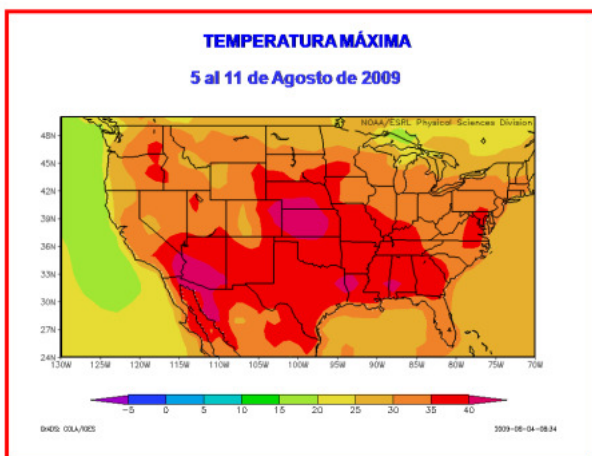 TEMPERATURA MÁXIMA
5 al 11 de Agosto de 2009
NOAA/ESRL Physical Sciences Division
48N
45N
42N
39N
36N
33N
30N
27N
24N
130W 125W 120W 115W 110W 105W 100W 95W 90W 85W 80W 75W 70W
-5 0 5 10 15 20 25 30 35 40
GrADS: COLA/IGES 2009-08-04-08:34